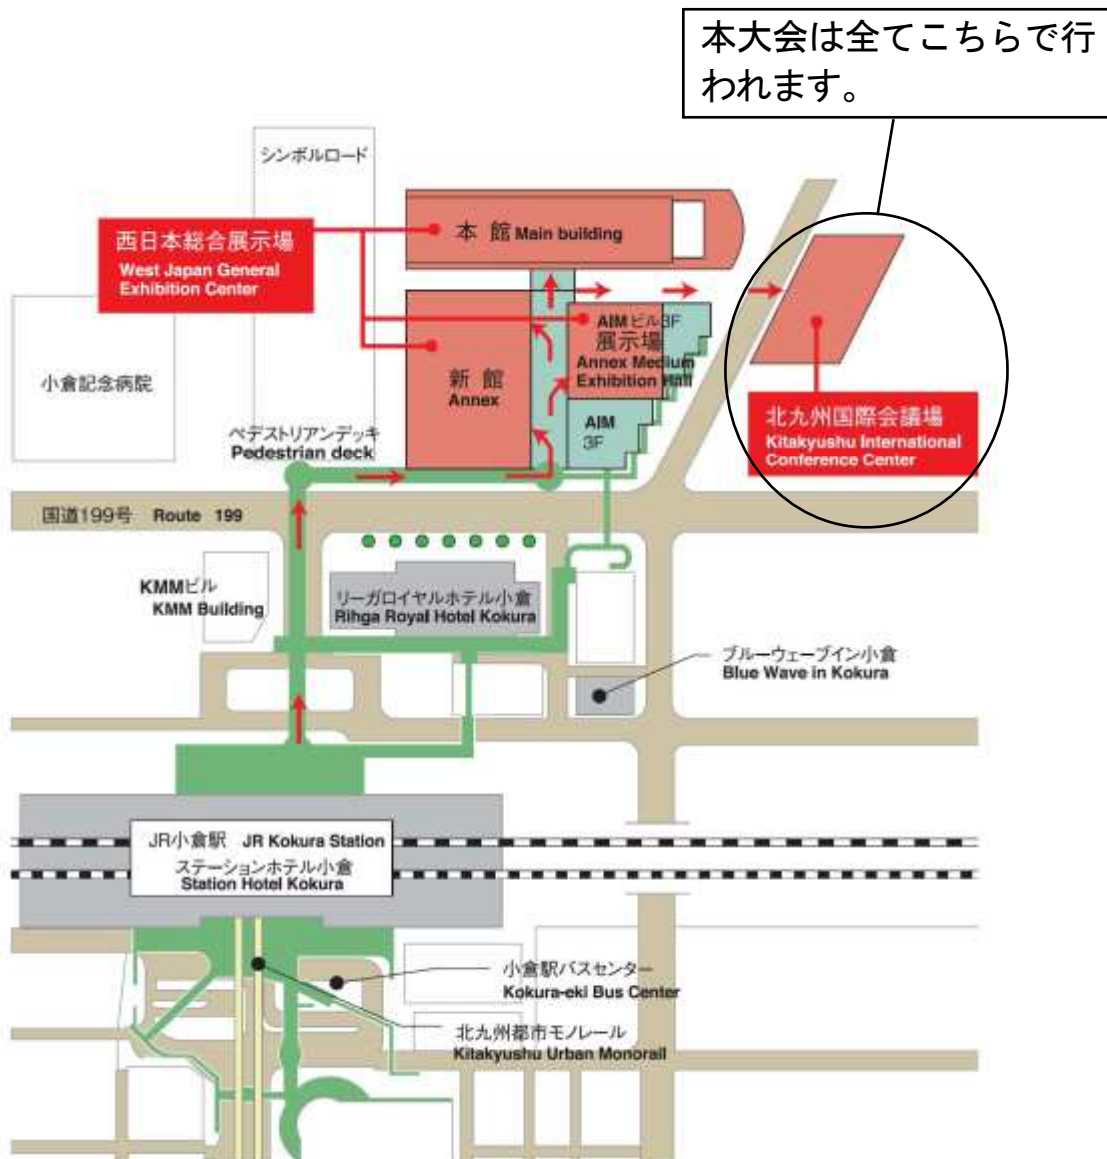 本大会は全てこちらで行
われます。
シンボルロード
西日本総合展示場
West Japan General
Exhibition Center
本 館 Main building
AIM ビル3F
展示場
Annex Medium
Exhibition Hall
新 館
Annex
小倉記念病院
AIM
3F
北九州国際会議場
Kitakyushu International
Conference Center
ペデストリアンデッキ
Pedestrian deck
国道199号 Route 199
KMMビル
KMM Building
リーガロイヤルホテル小倉
Rihga Royal Hotel Kokura
ブルーウェーブイン小倉
Blue Wave in Kokura
JR小倉駅 JR Kokura Station
ステーションホテル小倉
Station Hotel Kokura
小倉駅バスセンター
Kokura-eki Bus Center
北九州都市モノレール
Kitakyushu Urban Monorail